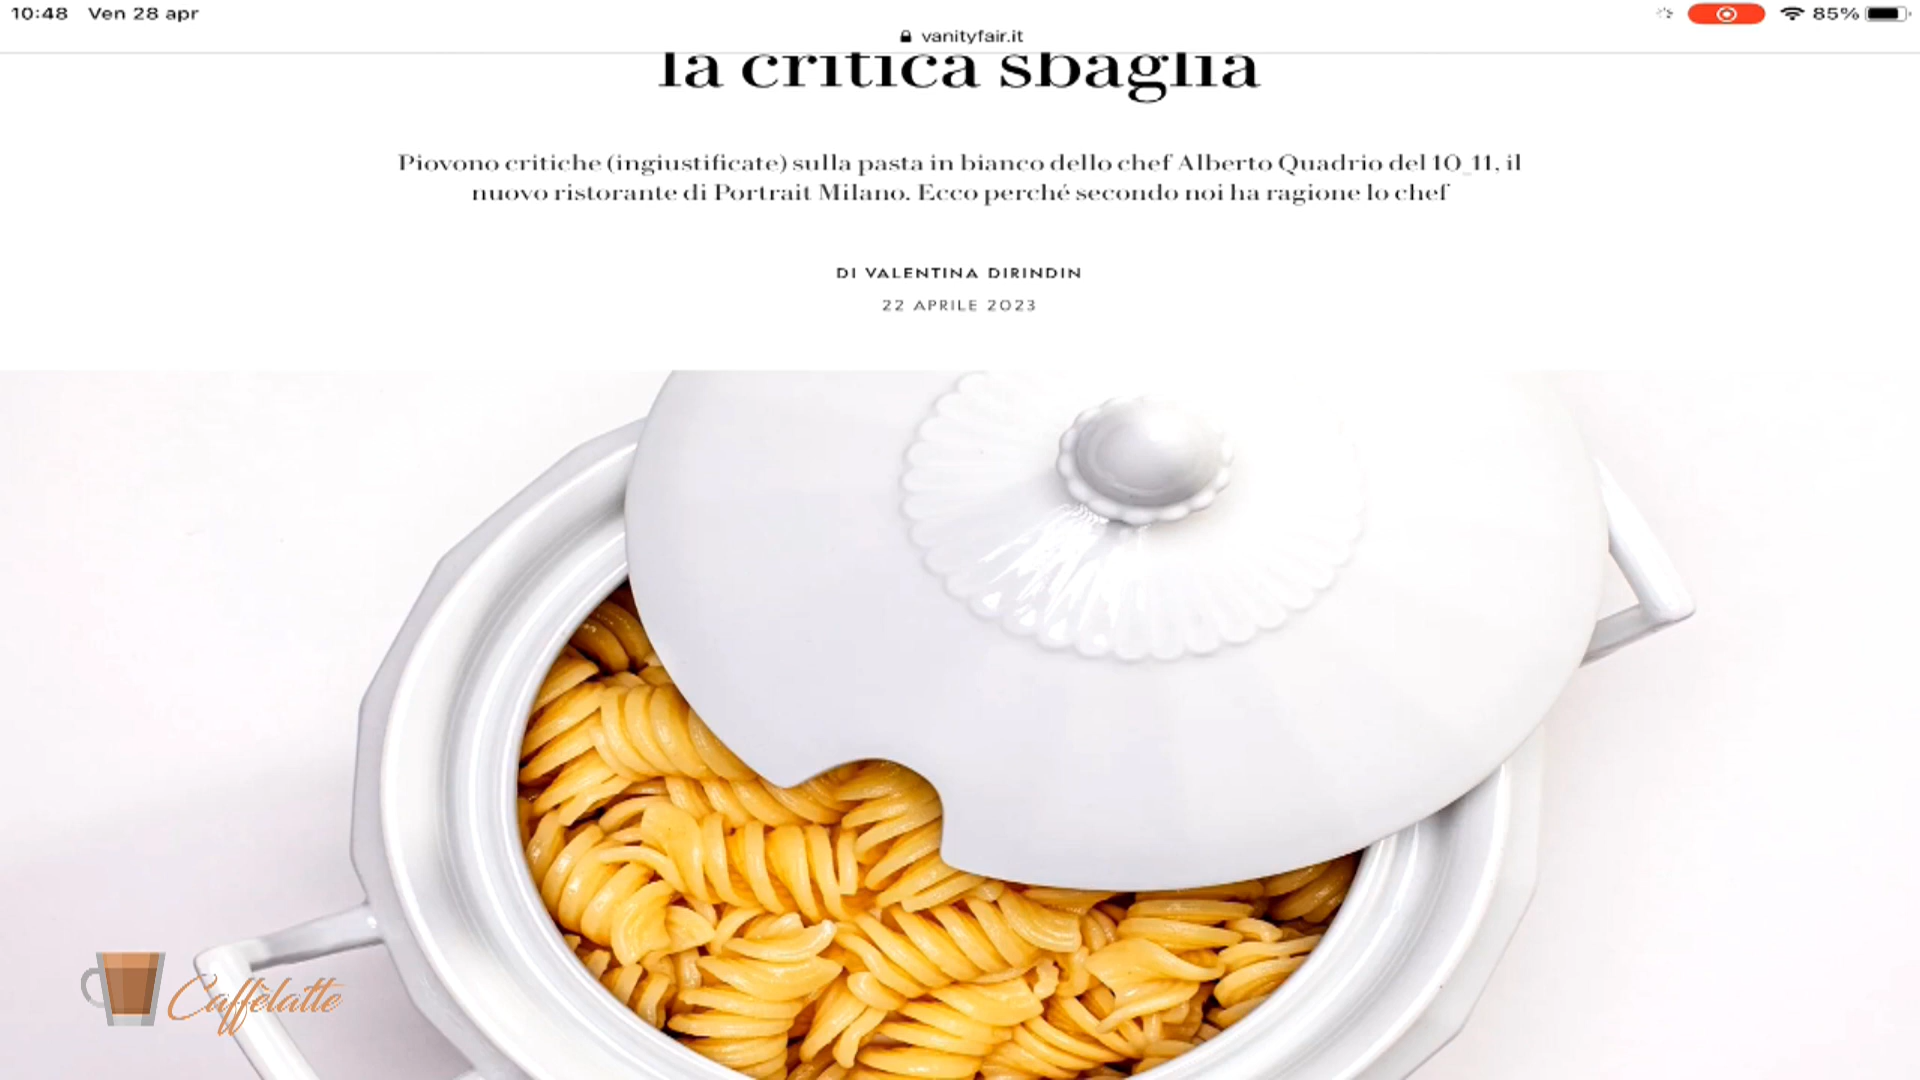 10:48 Ven 28 apr
85%
vanityfair.it
la critica sbaglia
Piovono critiche (ingiustificate) sulla pasta in bianco dello chef Alberto Quadrio del 10_11, il
nuovo ristorante di Portrait Milano. Ecco perché secondo noi ha ragione lo chef
DI VALENTINA DIRINDIN
22 APRILE 2023
Caffèlatte